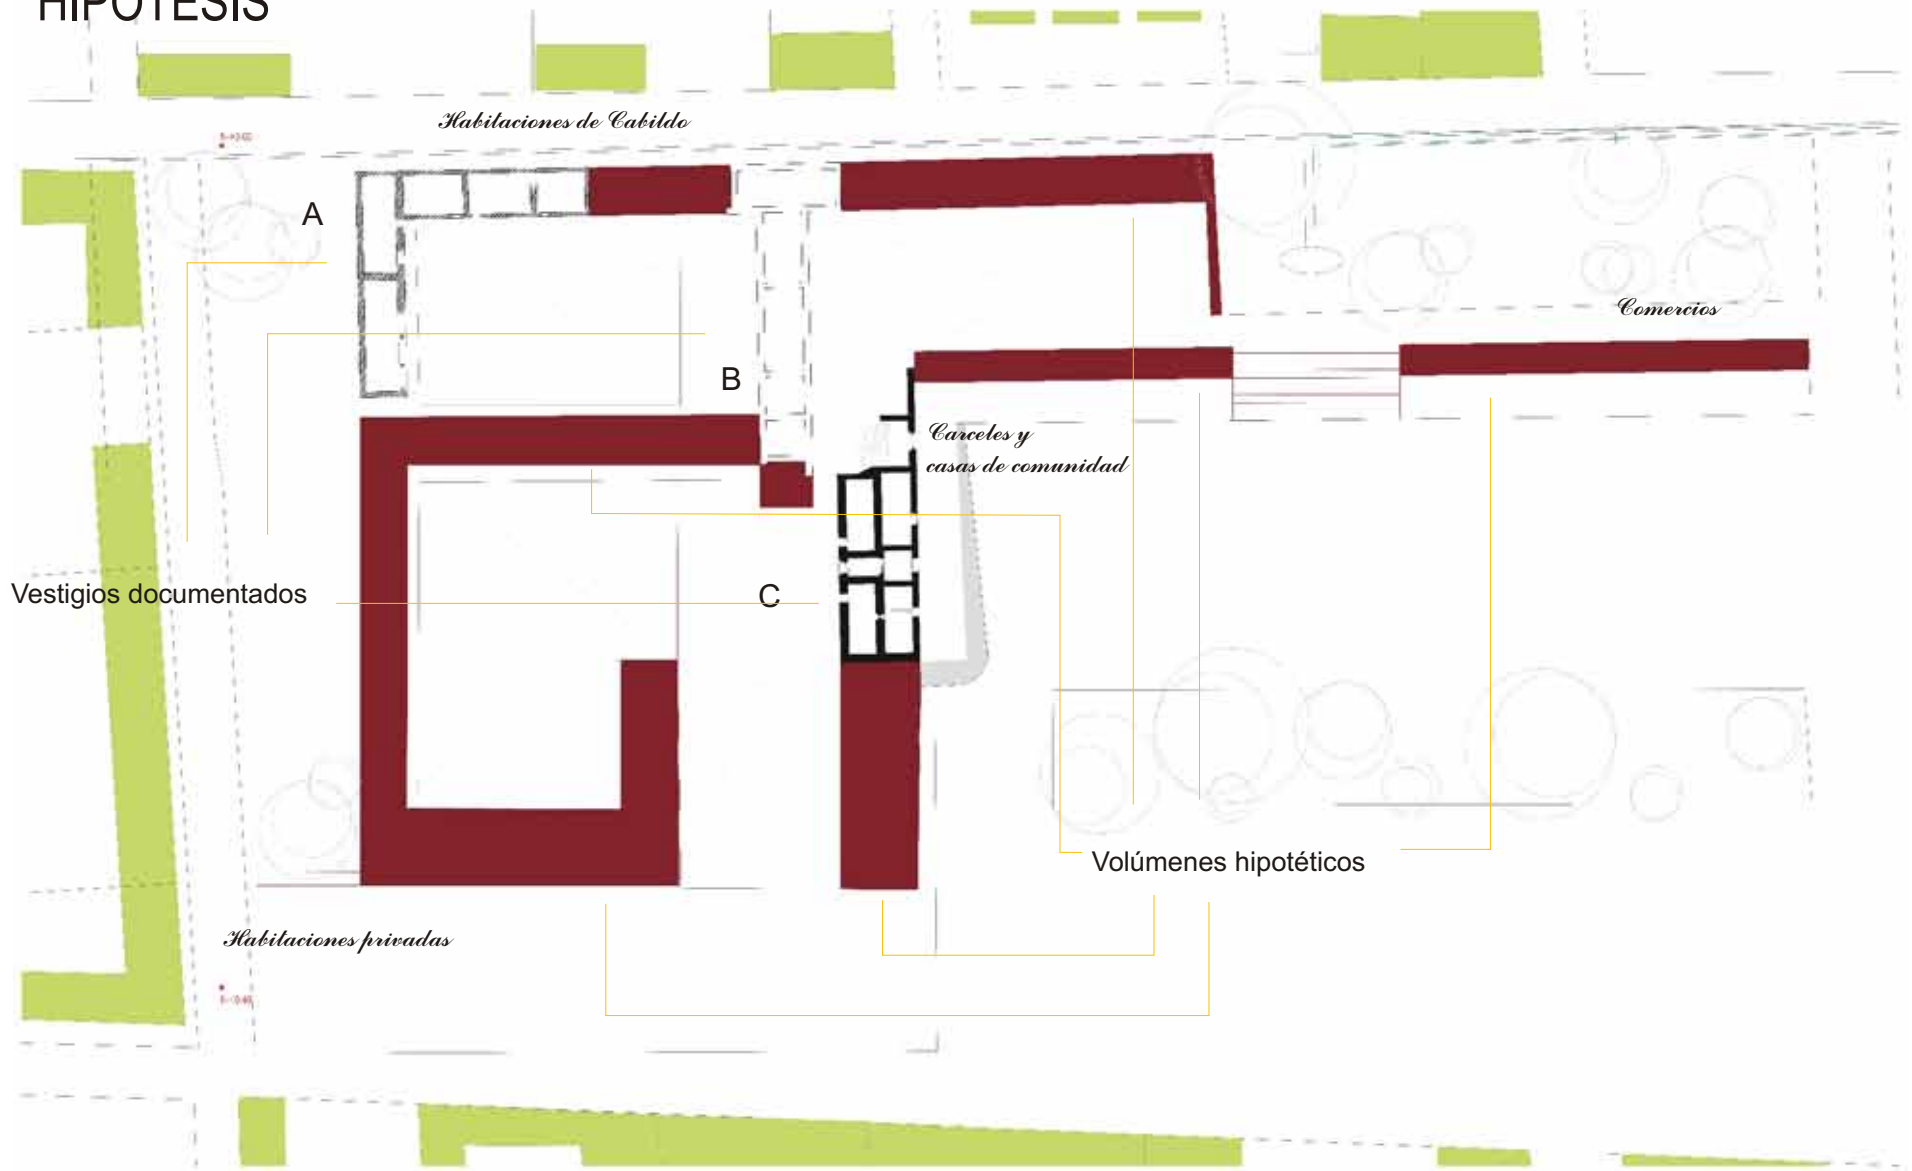 HIPÓTESIS
Habitaciones de Cabildo
A
Comercios
B
Carceles y
casas de comunidad
Vestigios documentados
C
Volúmenes hipotéticos
Habitaciones privadas